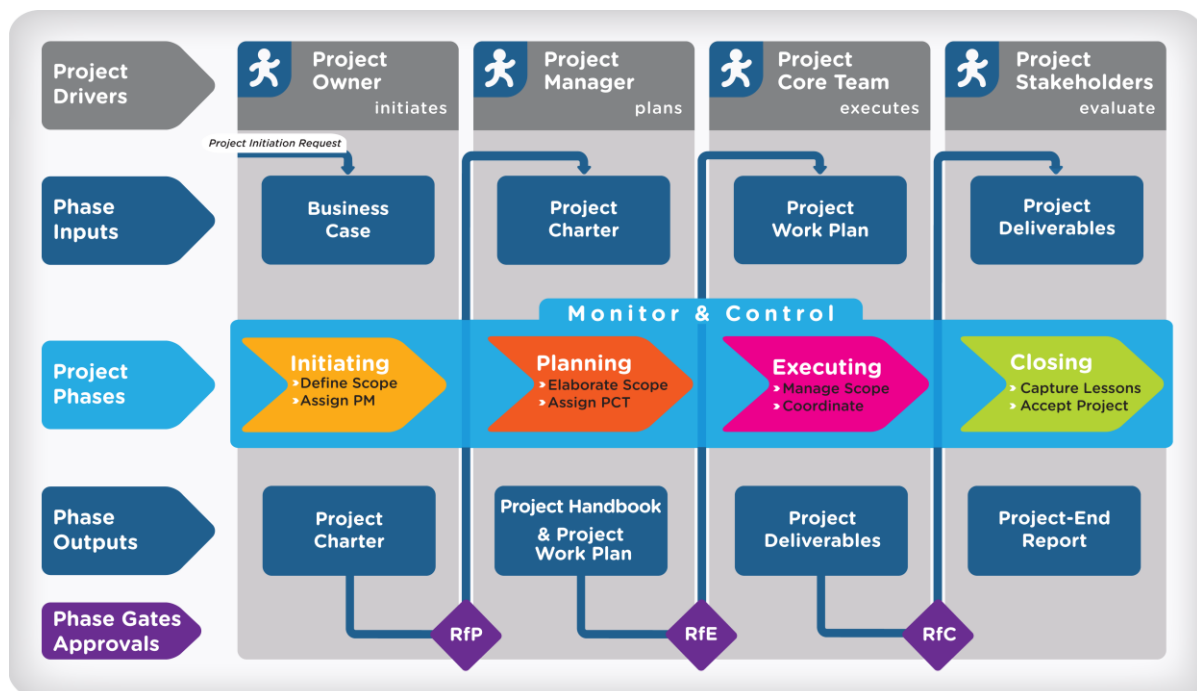 Project
Drivers
Project
Owner
initiates
Project
Manager
plans
Project
Core Team
executes
Project
Stakeholders
evaluate
Project Initiation Request
Phase
Inputs
Business
Case
Project
Charter
Project
Work Plan
Project
Deliverables
Monitor & Control
Project
Phases
Initiating
»Define Scope
»Assign PM
Planning
»Elaborate Scope
»Assign PCT
Executing
»Manage Scope
»Coordinate
Closing
» Capture Lessons
» Accept Project
Phase
Outputs
Project
Charter
Project Handbook
& Project
Work Plan
Project
Deliverables
Project-End
Report
Phase Gates
Approvals
RfP
RfE
RfC